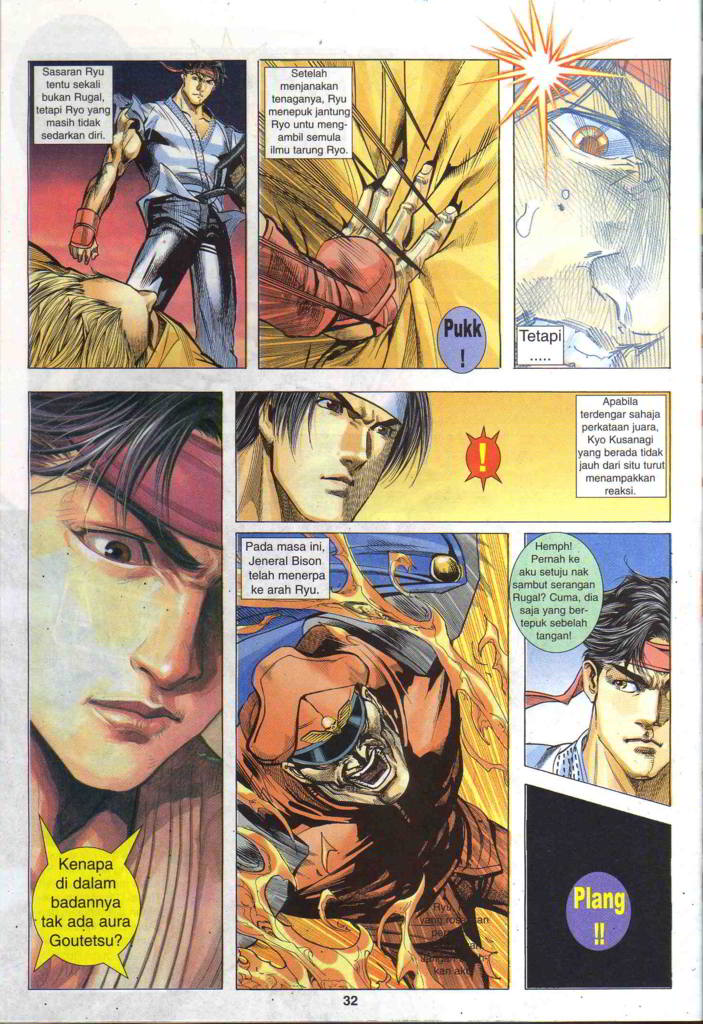 Sasaran Ryu
tentu sekali
bukan Rugal,
tetapi Ryo yang
masih tidak
sedarkan diri.
Setelah
menjanakan
tenaganya, Ryu
menepuk jantung
Ryo untu meng-
ambil semula
ilmu tarung Ryo.
Pukk
!
Tetapi
.....
Kenapa
di dalam
badannya
tak ada aura
Goutetsu?
!
Apabila
terdengar sahaja
perkataan juara,
Kyo Kusanagi
yang berada tidak
jauh dari situ turut
menampakkan
reaksi.
Pada masa ini,
Jeneral Bison
telah menerpa
ke arah Ryu.
Ryu,
yang
kan
kan
Hemph!
Pernah ke
aku setuju nak
sambut serangan
Rugal? Cuma, dia
saja yang ber-
tepuk sebelah
tangan!
Plang
!!
32